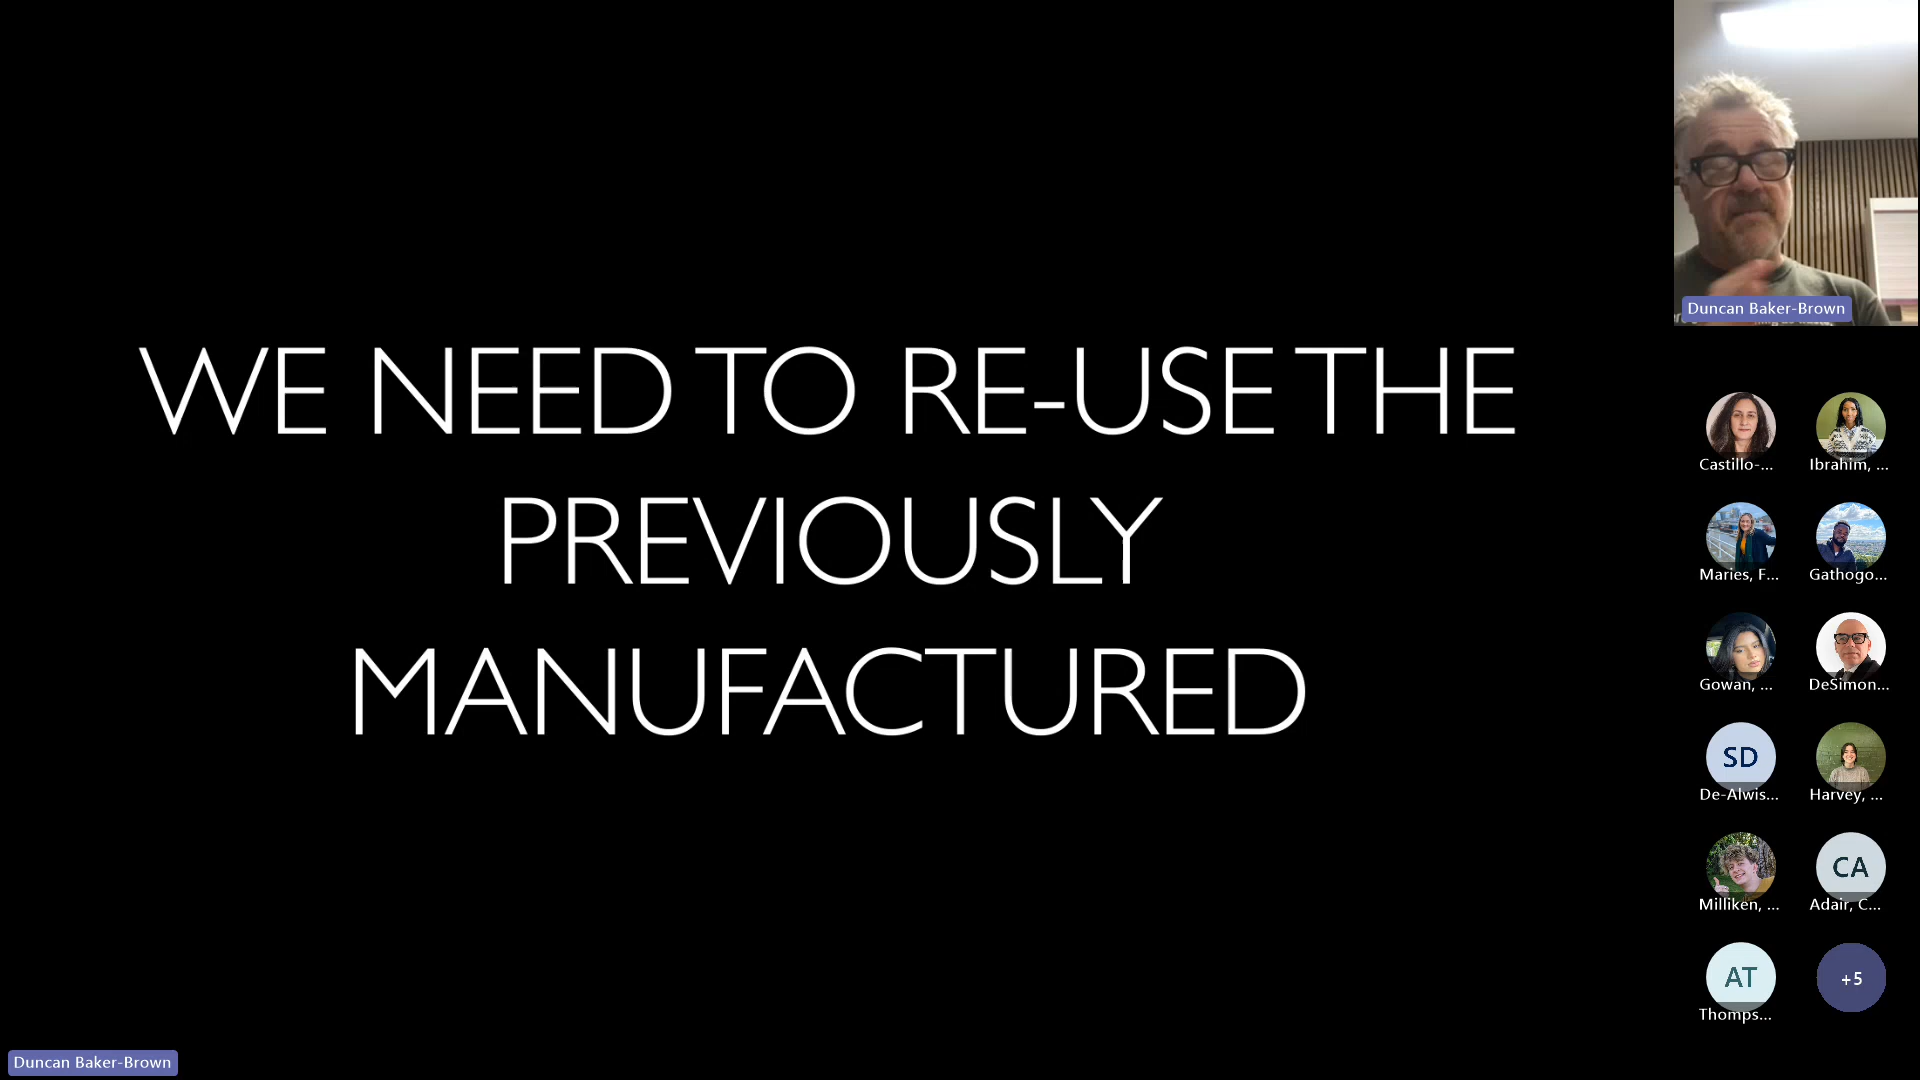 WE NEED TO RE-USE THE
PREVIOUSLY
MANUFACTURED
Duncan Baker-Brown
Castillo-...
Ibrahim, ...
Maries, F...
Gathogo...
Gowan, ...
DeSimon...
SD
De-Alwis...
Harvey, ...
Milliken, ...
CA
Adair, C...
AT
Thomps...
+5
Duncan Baker-Brown